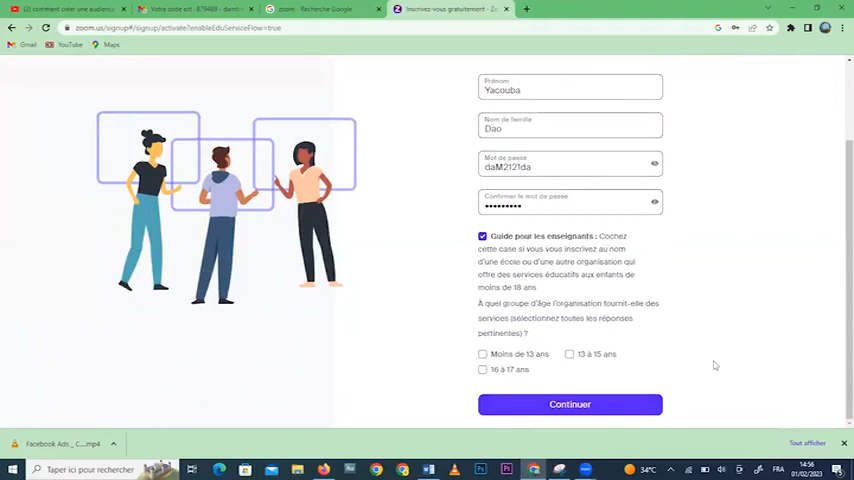 () comment créer une audience
Votre code est : 879489 - danst
zoom - Recherche Google
Inscrivez-vous gratuitement - Zo
zoom.us/signup#/signup/activate?enableEduServiceFlow=true
Gmail YouTube Maps
Prénom
Yacouba
Nom de famille
Dao
Mot de passe
daM2121da
Confirmer le mot de passe
•••••••••
Guide pour les enseignants : Cochez
cette case si vous vous inscrivez au nom
d'une école ou d'une autre organisation qui
offre des services éducatifs aux enfants de
moins de 18 ans
À quel groupe d'âge l'organisation fournit-elle des
services (sélectionnez toutes les réponses
pertinentes) ?
Moins de 13 ans 13 à 15 ans
16 à 17 ans
Continuer
Facebook Ads _ C....mp4
Tout afficher
Taper ici pour rechercher
34°C
FRA
14:56
01/02/2023